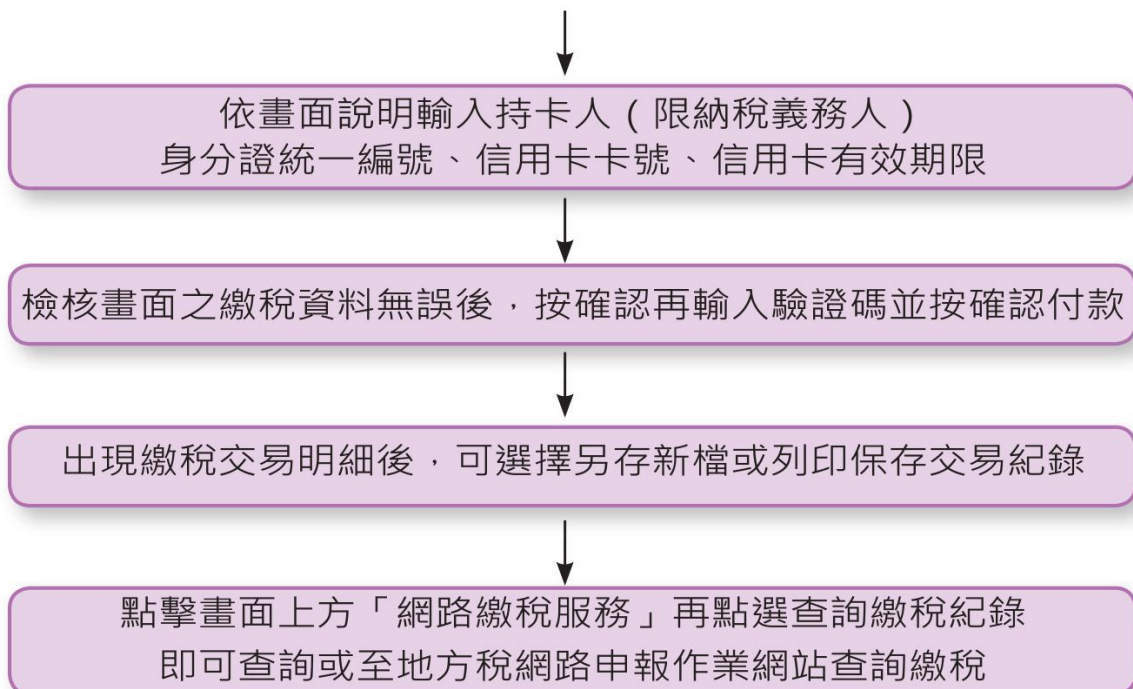 依畫面說明輸入持卡人（限納稅義務人）
身分證統一編號、信用卡卡號、信用卡有效期限
檢核畫面之繳稅資料無誤後，按確認再輸入驗證碼並按確認付款
出現繳稅交易明細後，可選擇另存新檔或列印保存交易紀錄
點擊畫面上方「網路繳稅服務」再點選查詢繳稅紀錄
即可查詢或至地方稅網路申報作業網站查詢繳稅